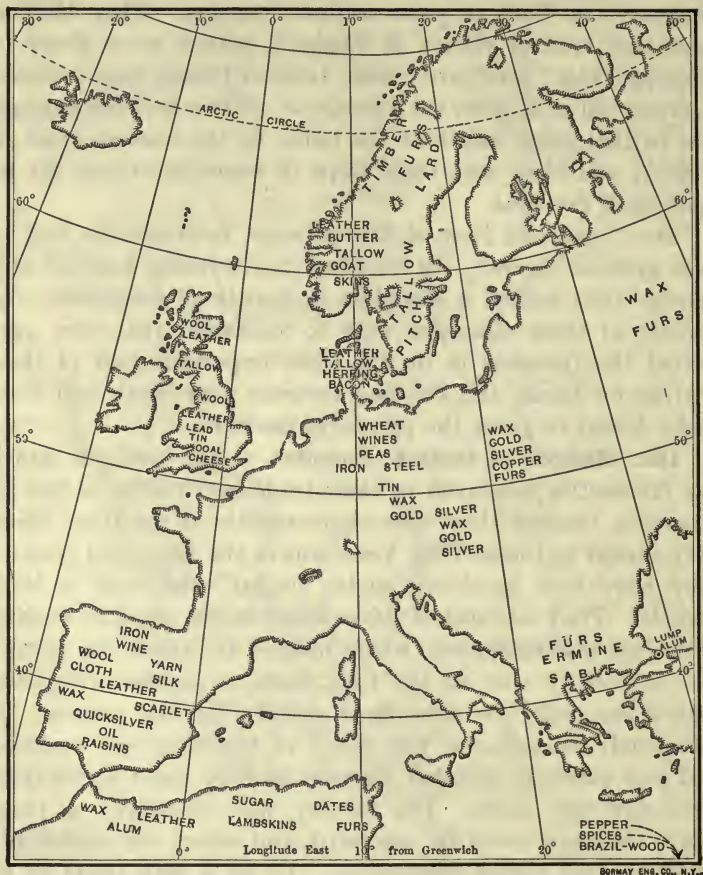 30° 20° 10° 0° 10° 20° 30° 40° 50° 60°
ARCTIC CIRCLE
TIMBER
FURS
LARD
60°
60°
LEATHER
BUTTER
TALLOW
GOAT
SKINS
TALLOW
PITCH
WAX
FURS
WOOL
LEATHER
TALLOW
WOOL
LEATHER
LEAD
TIN
COAL
CHEESE
LEATHER
TALLOW
HERRING
BACON
50°
50°
WHEAT
WINES
PEAS
IRON STEEL
TIN
WAX
GOLD SILVER
WAX
GOLD
SILVER
WAX
GOLD
SILVER
COPPER
FURS
IRON
WINE
YARN
WOOL
SILK
CLOTH
LEATHER
WAX
SCARLET
QUICKSILVER
OIL
RAISINS
40°
40°
FURS
ERMINE
SABLE
LUMP
ALUM
WAX
LEATHER
ALUM
SUGAR
DATES
LAMBSKINS
FURS
PEPPER
SPICES
BRAZIL-WOOD
0° Longitude East 10° from Greenwich 20°
BORMAY ENG. CO., N.Y.